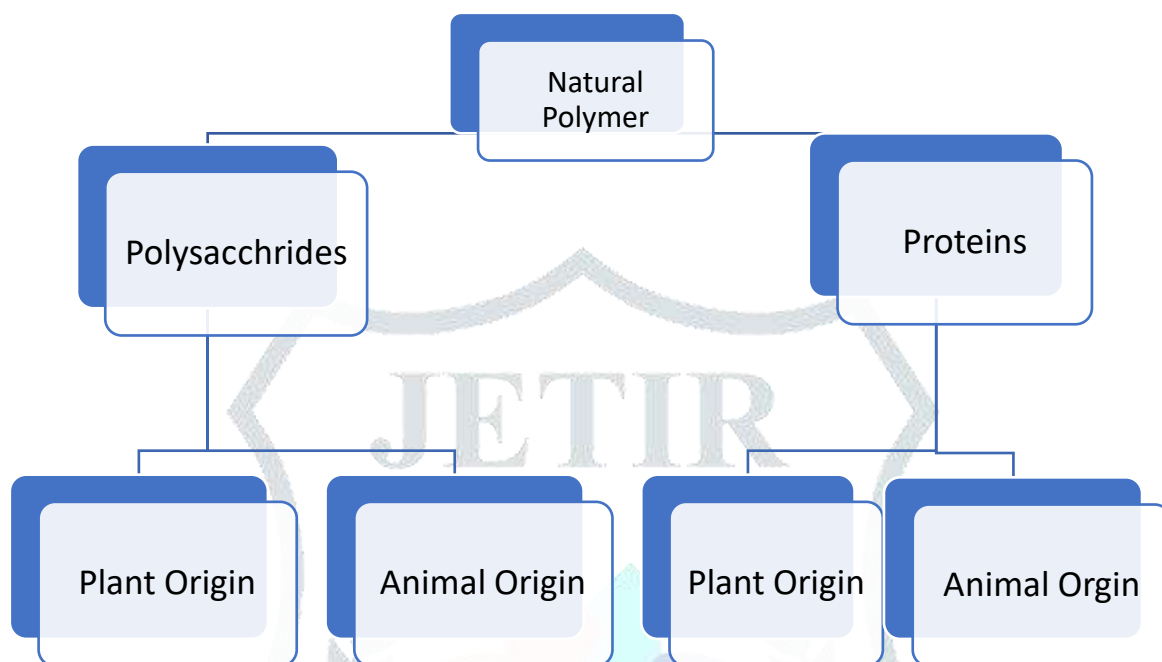 Natural
Polymer
Polysacchrides
Proteins
JETIR
Plant Origin
Animal Origin
Plant Origin
Animal Orgin